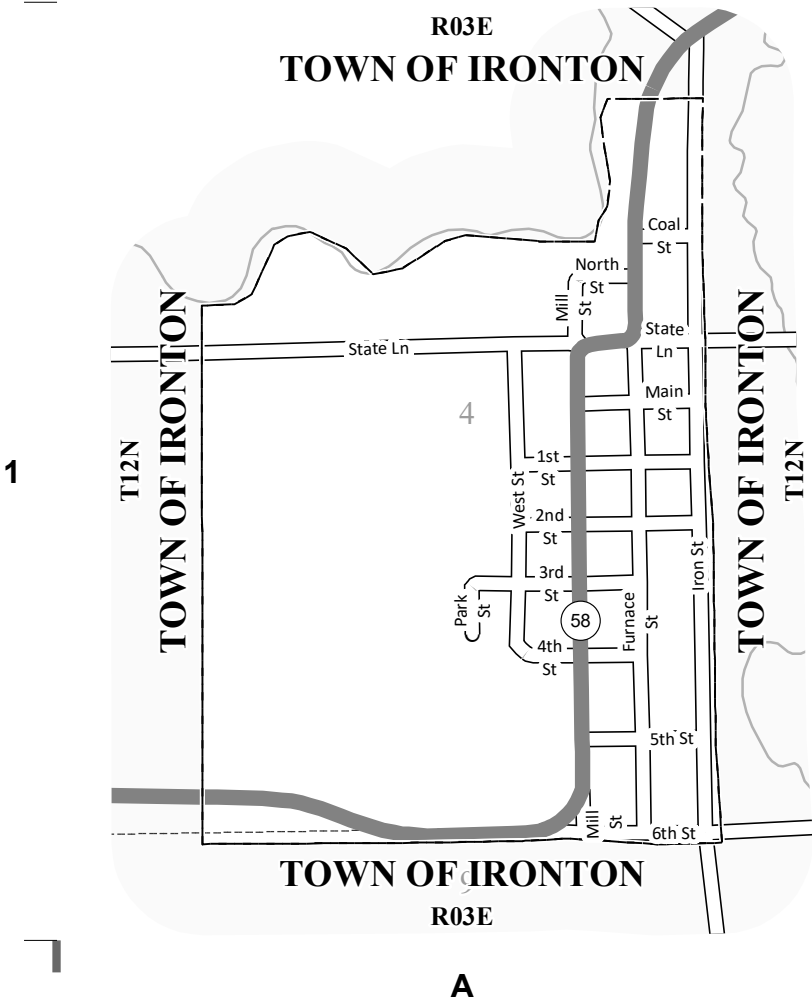 R03E
TOWN OF IRONTON
Coal
St
North
St
Mill
St
State
Ln
State Ln
Main
St
4
1st
St
West St
2nd
St
3rd
St
Park
St
58
Furnace
St
Iron St
4th
St
5th St
Mill
St
6th St
TOWN OF IRONTON
T12N
TOWN OF IRONTON
T12N
1
TOWN OF IRONTON
9
R03E
A